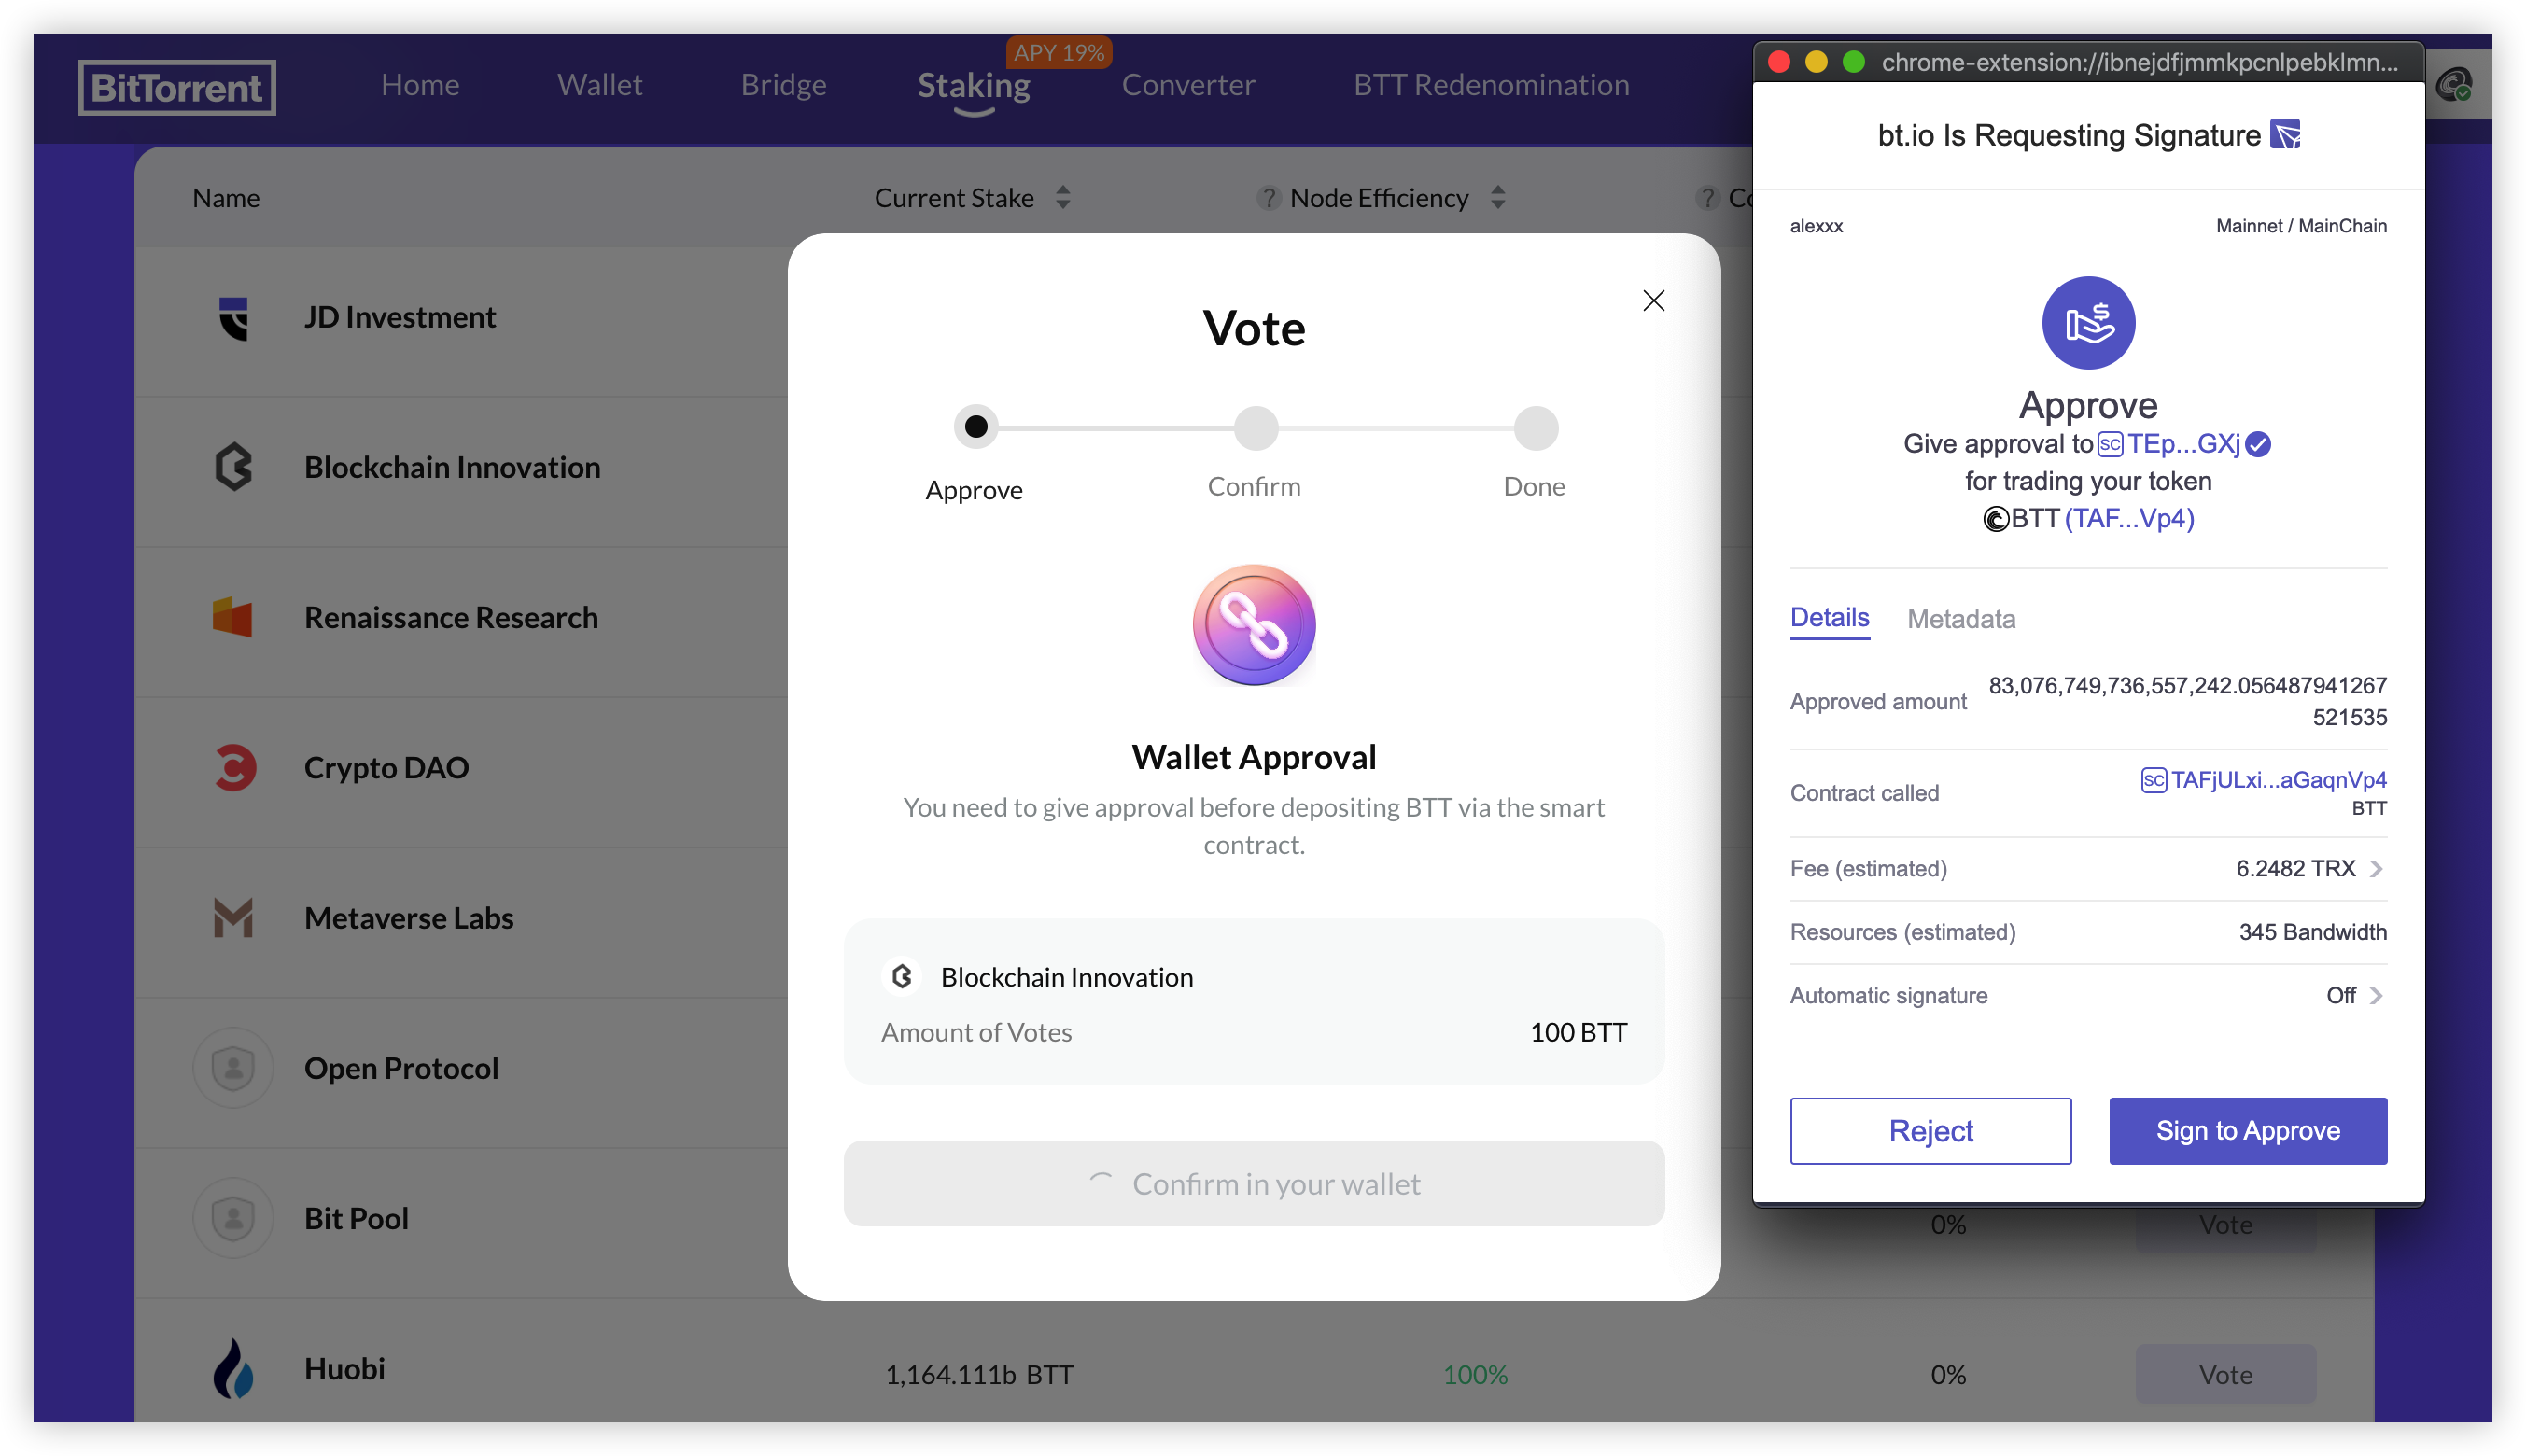 BitTorrent
Home
Wallet
Bridge
Staking
APY 19%
Converter
BTT Redenomination
Name
Current Stake
? Node Efficiency
?
JD Investment
Blockchain Innovation
Renaissance Research
Crypto DAO
Metaverse Labs
Open Protocol
Bit Pool
0%
Vote
Huobi
1,164.111b BTT
100%
0%
Vote
Vote
Approve
Confirm
Done
Wallet Approval
You need to give approval before depositing BTT via the smart
contract.
Blockchain Innovation
Amount of Votes
100 BTT
Confirm in your wallet
chrome-extension://ibnejdfjmmkpcnlpebklmn...
bt.io Is Requesting Signature
alexxx
Mainnet / MainChain
Approve
Give approval to SC TEp...GXj
for trading your token
BTT (TAF...Vp4)
Details
Metadata
Approved amount
83,076,749,736,557,242.056487941267
521535
Contract called
SC TAFjULxi...aGaqnVp4
BTT
Fee (estimated)
6.2482 TRX
Resources (estimated)
345 Bandwidth
Automatic signature
Off
Reject
Sign to Approve